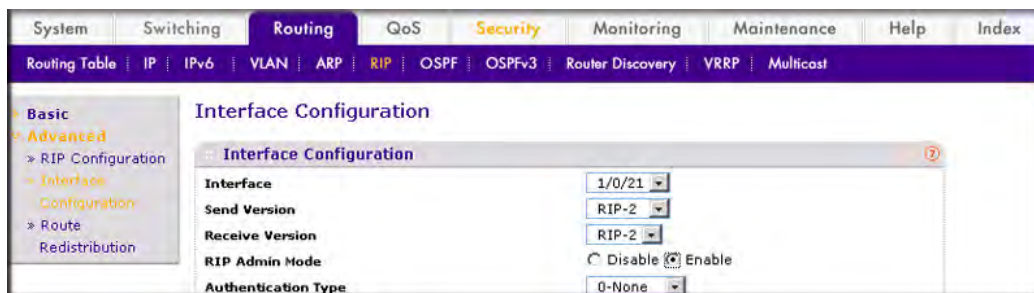 System Switching Routing QoS Security Monitoring Maintenance Help Index
Routing Table IP IPv6 VLAN ARP RIP OSPF OSPFv3 Router Discovery VRRP Multicast
Basic
Advanced
» RIP Configuration
» Interface
Configuration
» Route
Redistribution
Interface Configuration
Interface Configuration ?
Interface 1/0/21
Send Version RIP-2
Receive Version RIP-2
RIP Admin Mode Disable Enable
Authentication Type 0-None